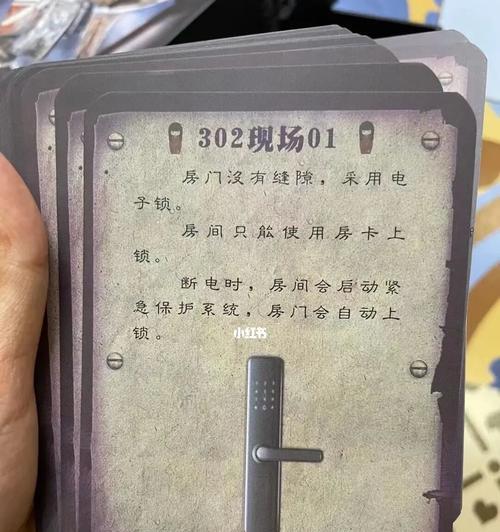 302现场01
房门没有缝隙，采用电
子锁。
房间只能使用房卡上
锁。
断电时，房间会启动紧
急保护系统，房门会自动上
锁。
小红书